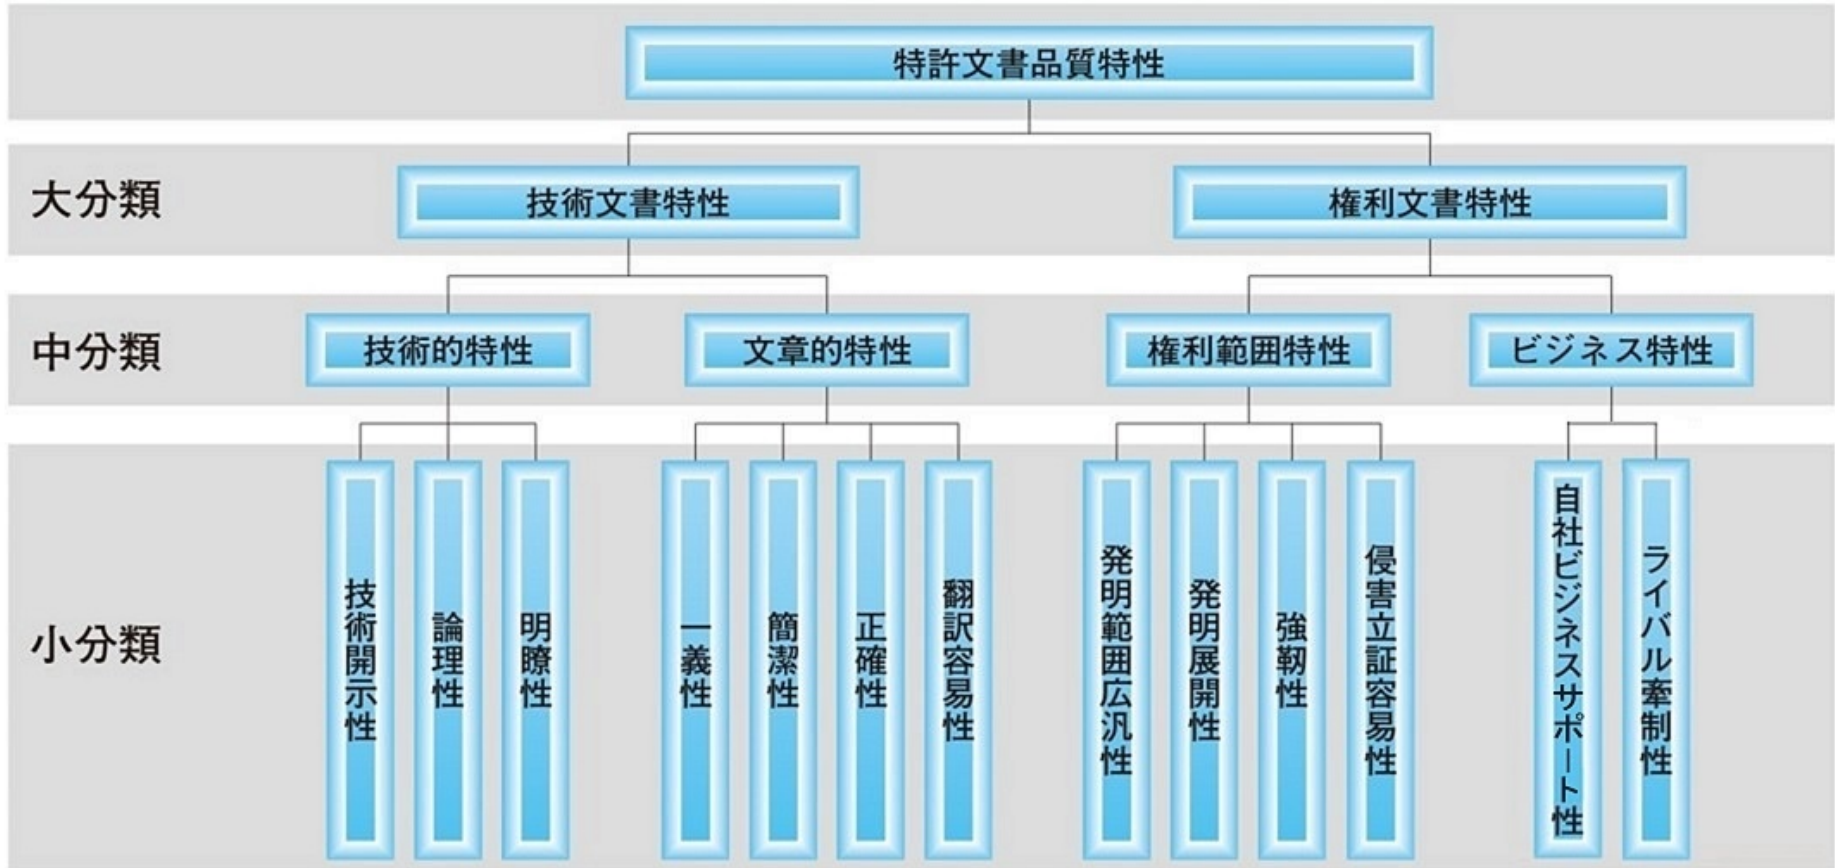 特許文書品質特性
大分類
技術文書特性
権利文書特性
中分類
技術的特性
文章的特性
権利範囲特性
ビジネス特性
小分類
技術開示性
論理性
明瞭性
一義性
簡潔性
正確性
翻訳容易性
発明範囲広汎性
発明展開性
強靭性
侵害立証容易性
自社ビジネスサポート性
ライバル牽制性